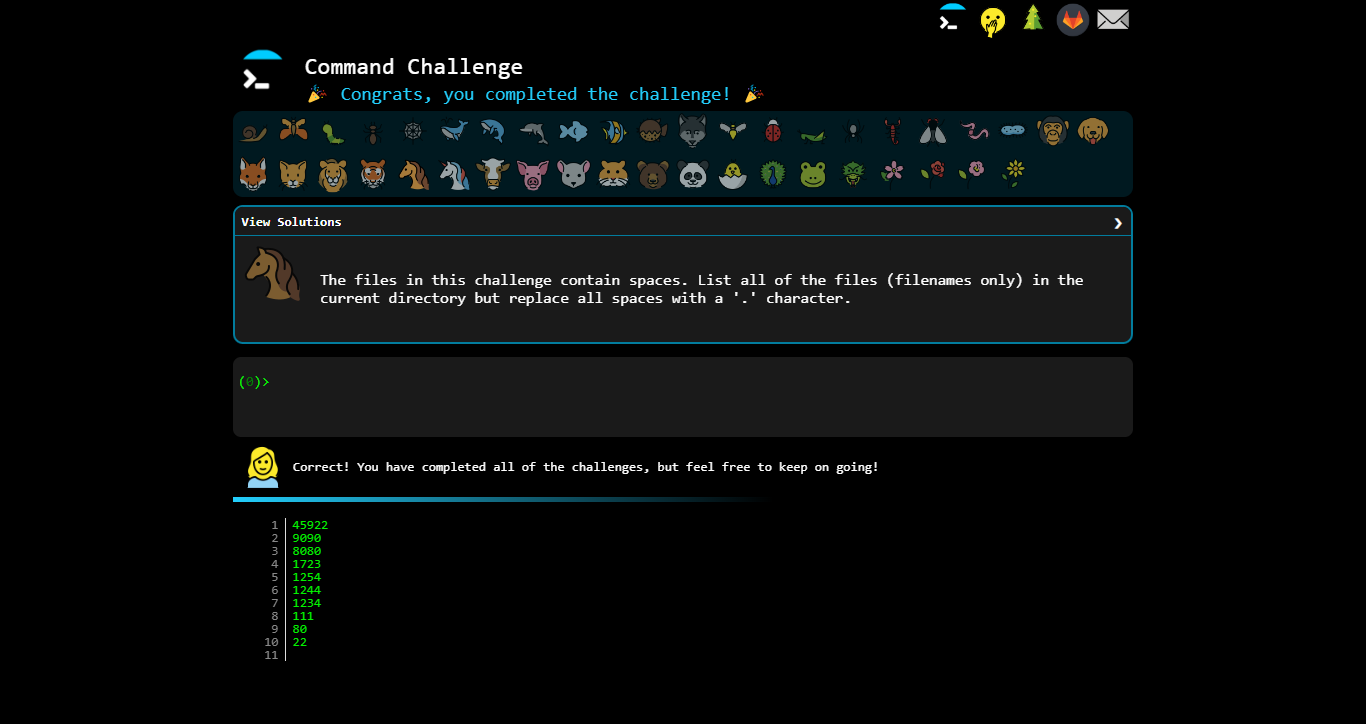 Command Challenge
🎉 Congrats, you completed the challenge! 🎉
View Solutions ❯
The files in this challenge contain spaces. List all of the files (filenames only) in the
current directory but replace all spaces with a '.' character.
(0)>
Correct! You have completed all of the challenges, but feel free to keep on going!
1 45922
2 9090
3 8080
4 1723
5 1254
6 1244
7 1234
8 111
9 80
10 22
11